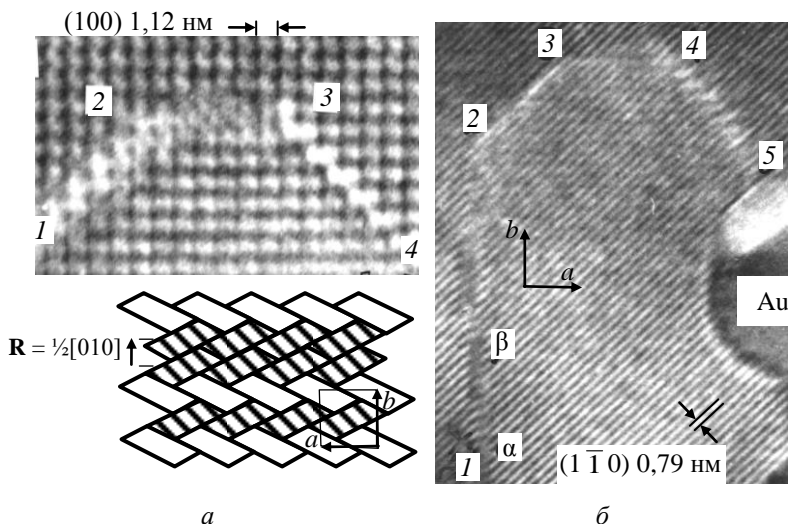 (100) 1,12 нм
2
3
1
4
R = ½[010]
b
a
а
3
4
2
5
b
a
Au
β
α
1
(1 1̅ 0) 0,79 нм
б